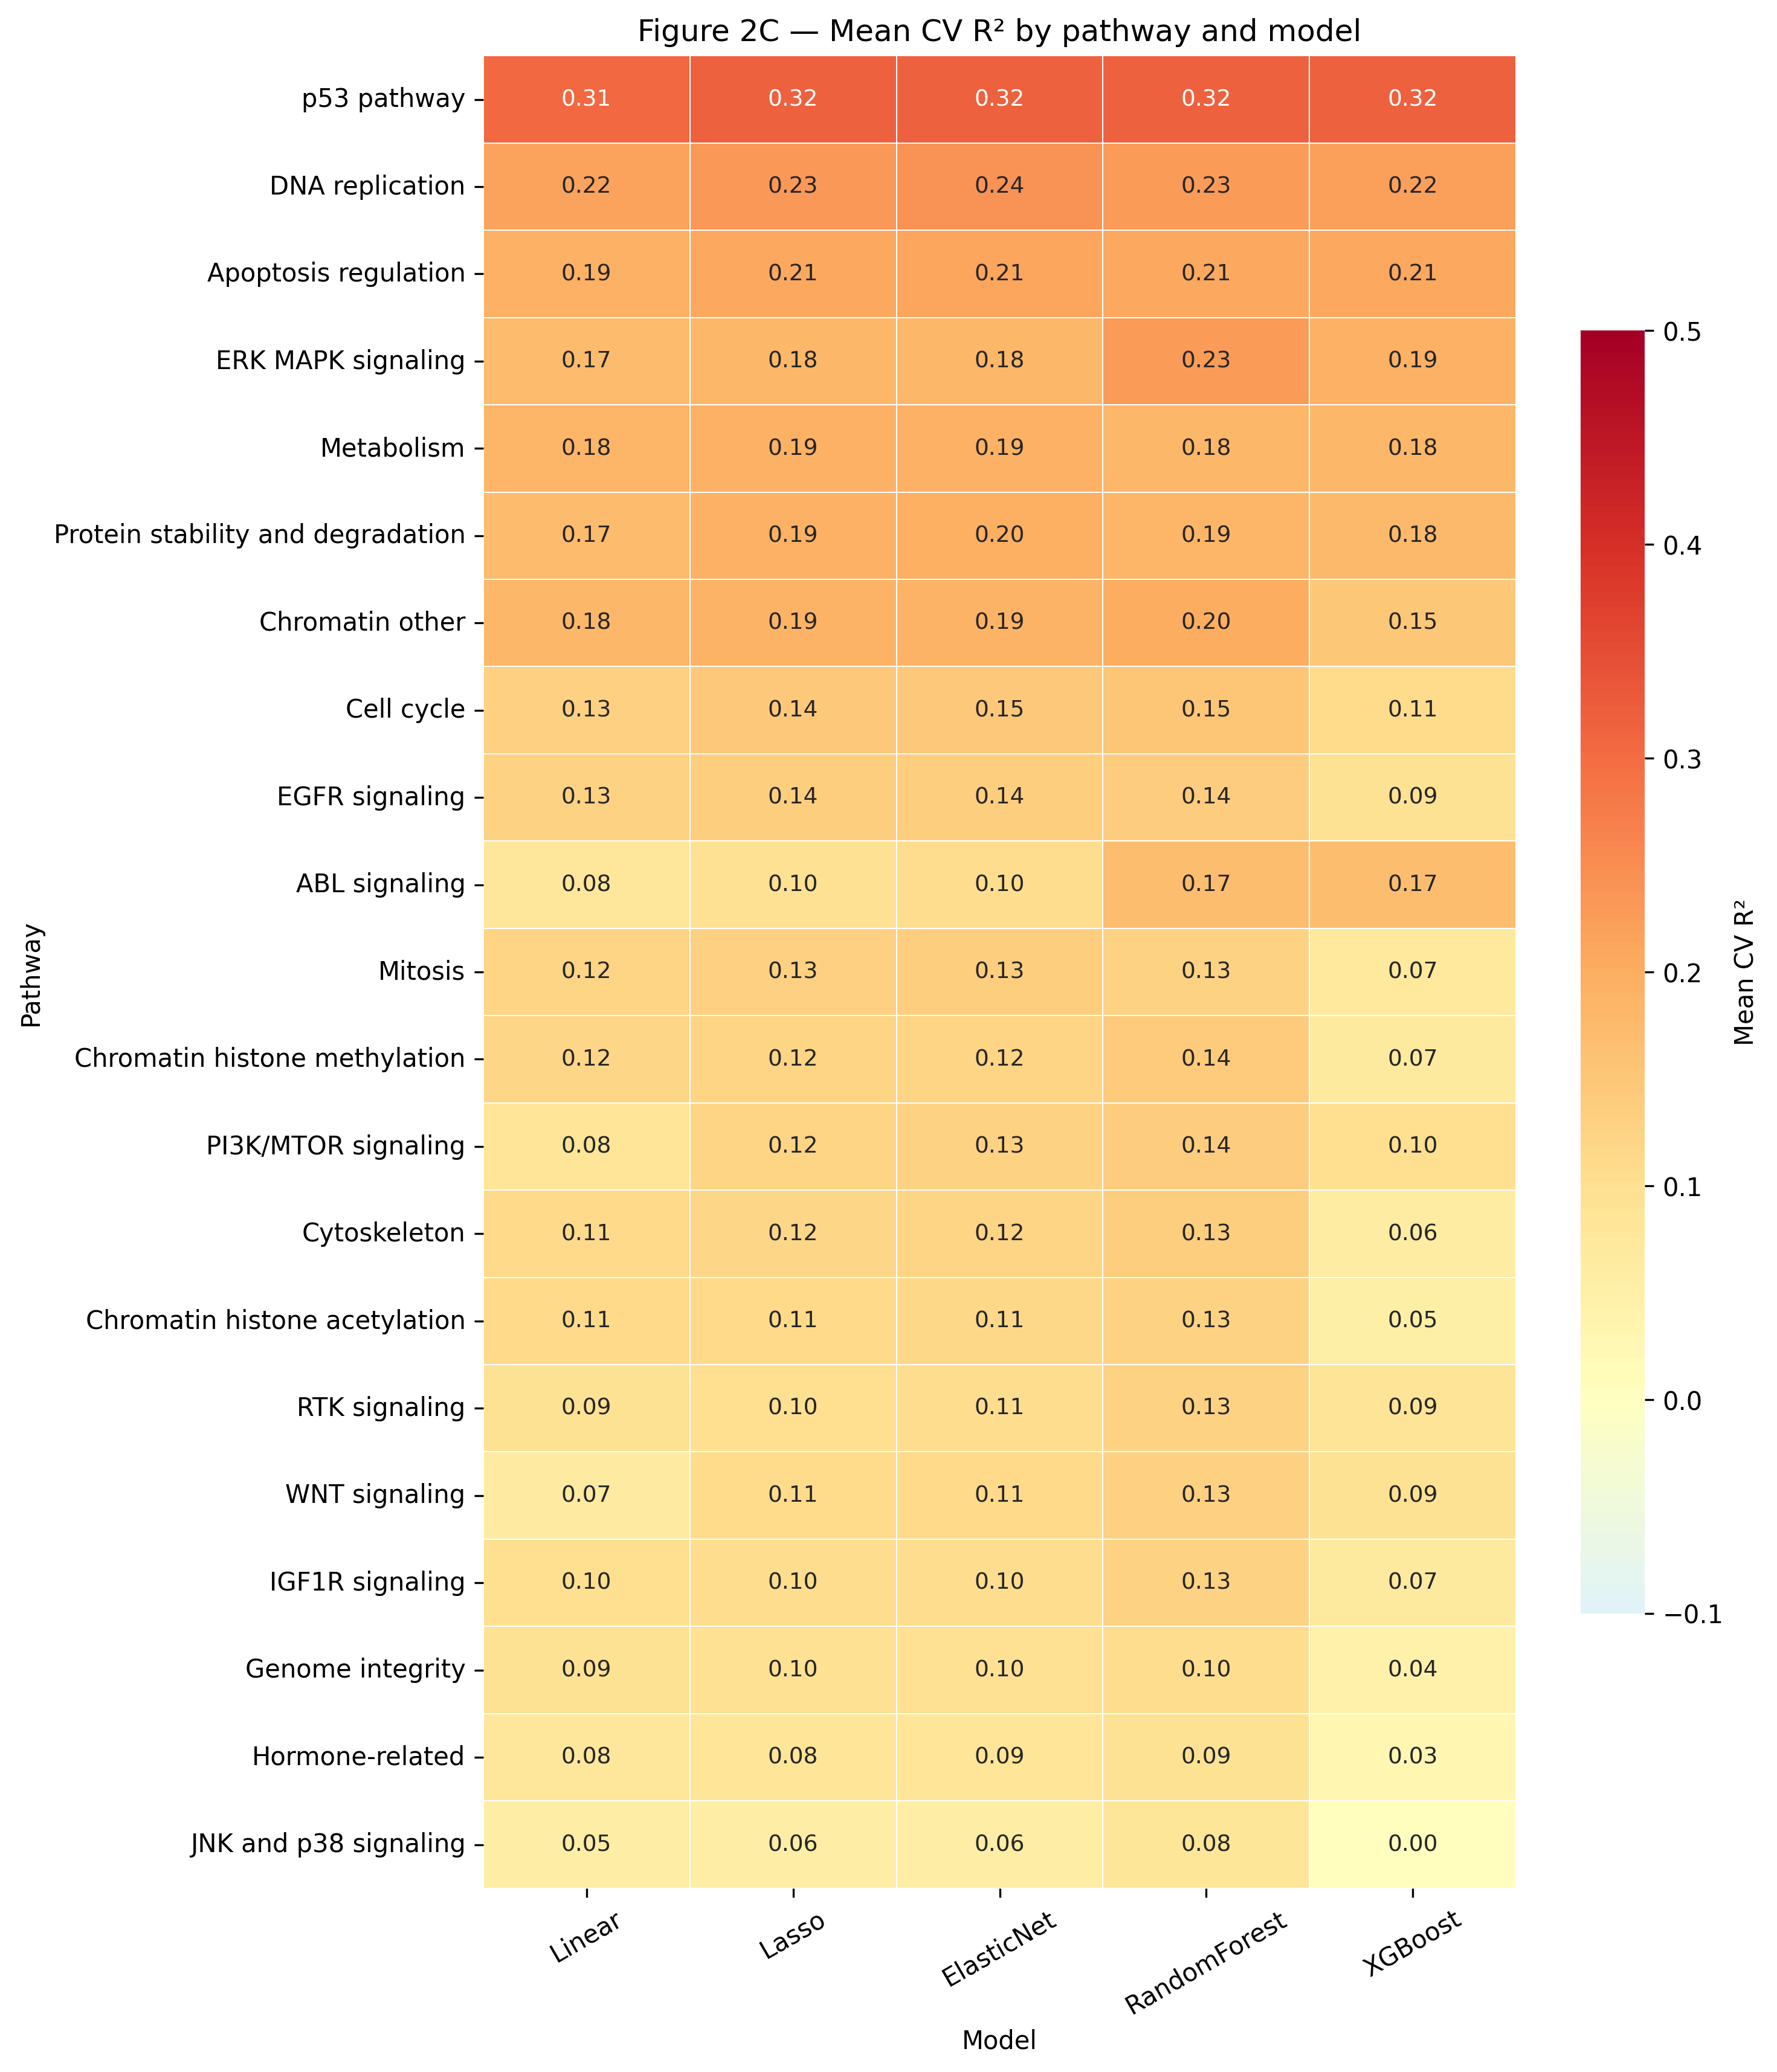 Figure 2C — Mean CV R² by pathway and model
p53 pathway 0.31 0.32 0.32 0.32 0.32
DNA replication 0.22 0.23 0.24 0.23 0.22
Apoptosis regulation 0.19 0.21 0.21 0.21 0.21
ERK MAPK signaling 0.17 0.18 0.18 0.23 0.19
Metabolism 0.18 0.19 0.19 0.18 0.18
Protein stability and degradation 0.17 0.19 0.20 0.19 0.18
Chromatin other 0.18 0.19 0.19 0.20 0.15
Cell cycle 0.13 0.14 0.15 0.15 0.11
EGFR signaling 0.13 0.14 0.14 0.14 0.09
ABL signaling 0.08 0.10 0.10 0.17 0.17
Mitosis 0.12 0.13 0.13 0.13 0.07
Chromatin histone methylation 0.12 0.12 0.12 0.14 0.07
PI3K/MTOR signaling 0.08 0.12 0.13 0.14 0.10
Cytoskeleton 0.11 0.12 0.12 0.13 0.06
Chromatin histone acetylation 0.11 0.11 0.11 0.13 0.05
RTK signaling 0.09 0.10 0.11 0.13 0.09
WNT signaling 0.07 0.11 0.11 0.13 0.09
IGF1R signaling 0.10 0.10 0.10 0.13 0.07
Genome integrity 0.09 0.10 0.10 0.10 0.04
Hormone-related 0.08 0.08 0.09 0.09 0.03
JNK and p38 signaling 0.05 0.06 0.06 0.08 0.00
Linear Lasso ElasticNet RandomForest XGBoost
Model
Pathway
0.5
0.4
0.3
0.2
0.1
0.0
−0.1
Mean CV R²